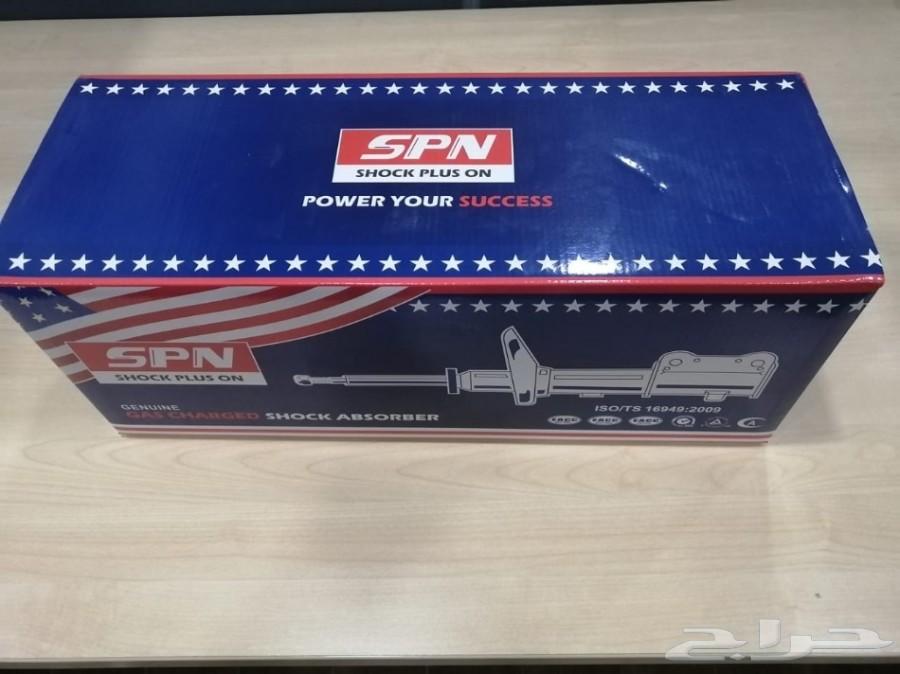 SPN
SHOCK PLUS ON
POWER YOUR SUCCESS
SPN
SHOCK PLUS ON
GENUINE
GAS CHARGED SHOCK ABSORBER
ISO/TS 16949:2009
حراج